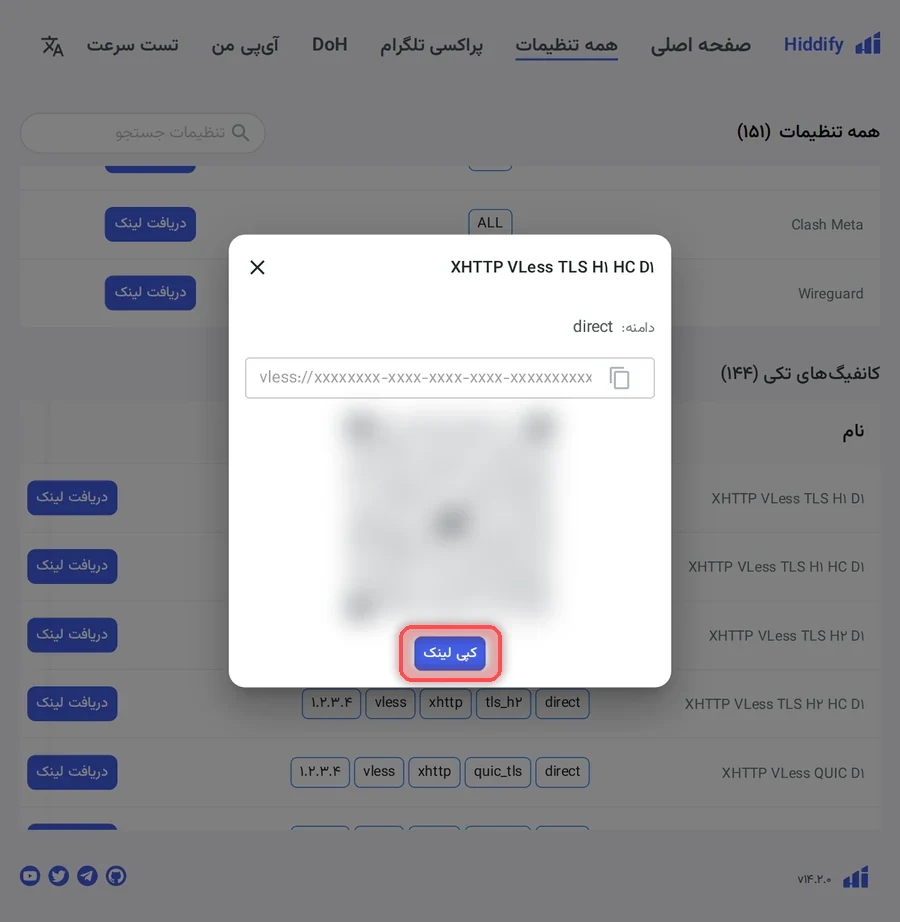 Hiddify صفحه اصلی همه تنظیمات پراکسی تلگرام DoH آی‌پی من تست سرعت
همه تنظیمات (۱۵۱) تنظیمات جستجو
Clash Meta ALL دریافت لینک
Wireguard دریافت لینک
کانفیگ‌های تکی (۱۴۴)
نام
XHTTP VLess TLS H۱ D۱ دریافت لینک
XHTTP VLess TLS H۱ HC D۱ دریافت لینک
XHTTP VLess TLS H۲ D۱ دریافت لینک
XHTTP VLess TLS H۲ HC D۱ direct tls_h۲ xhttp vless ۱.۲.۳.۴ دریافت لینک
XHTTP VLess QUIC D۱ direct quic_tls xhttp vless ۱.۲.۳.۴ دریافت لینک
XHTTP VLess TLS H۱ HC D۱
دامنه: direct
vless://xxxxxxxx-xxxx-xxxx-xxxx-xxxxxxxxxx
کپی لینک
v۱۴.۲.۰